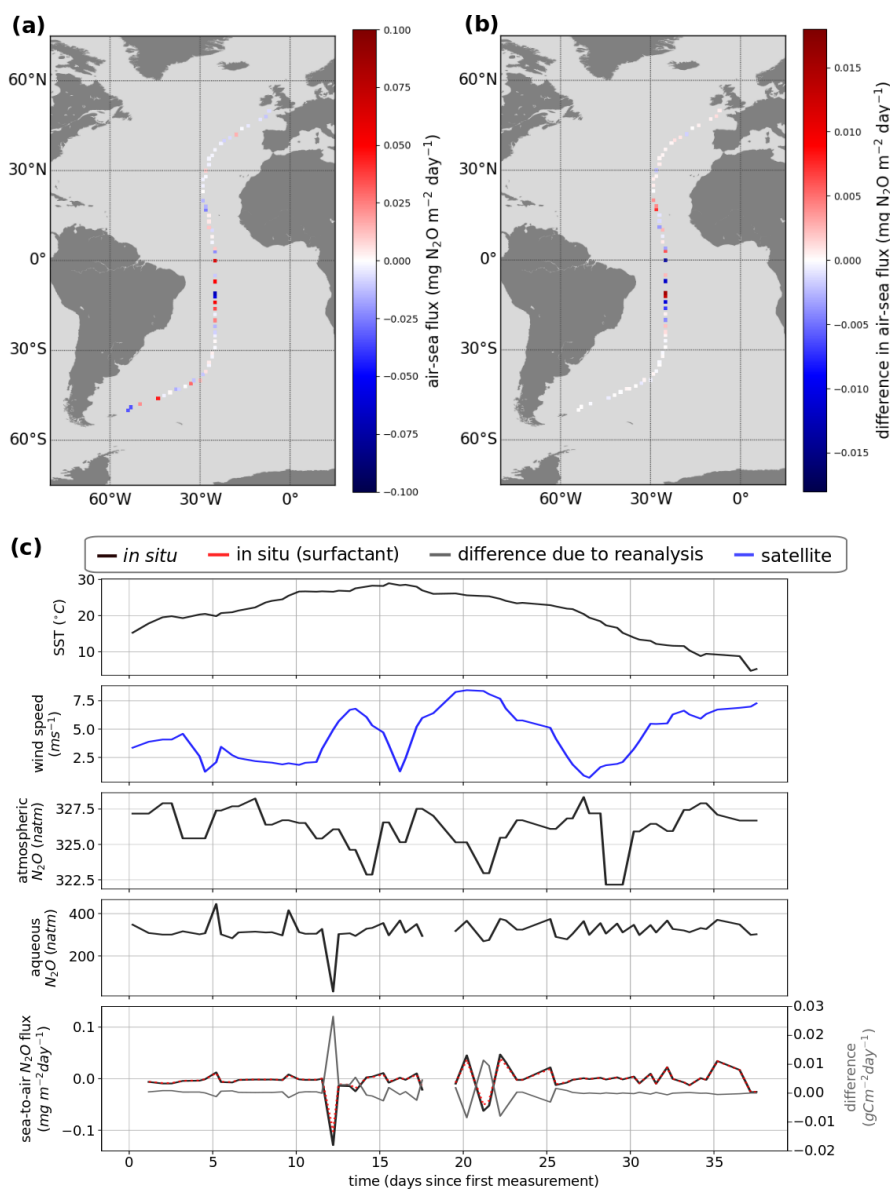 (a)
(b)
60°N
30°N
0°
30°S
60°S
60°W
30°W
0°
0.100
0.075
0.050
0.025
0.000
−0.025
−0.050
−0.075
−0.100
air-sea flux (mg N₂O m⁻² day⁻¹)
60°N
30°N
0°
30°S
60°S
60°W
30°W
0°
0.015
0.010
0.005
0.000
−0.005
−0.010
−0.015
difference in air-sea flux (mg N₂O m⁻² day⁻¹)
(c)
in situ
in situ (surfactant)
difference due to reanalysis
satellite
SST (°C)
30
20
10
wind speed
(ms⁻¹)
7.5
5.0
2.5
atmospheric
N₂O (natm)
327.5
325.0
322.5
aqueous
N₂O (natm)
400
200
sea-to-air N₂O flux
(mg m⁻²day⁻¹)
0.1
0.0
−0.1
0.03
0.02
0.01
0.00
−0.01
−0.02
difference
(gCm⁻²day⁻¹)
0
5
10
15
20
25
30
35
time (days since first measurement)